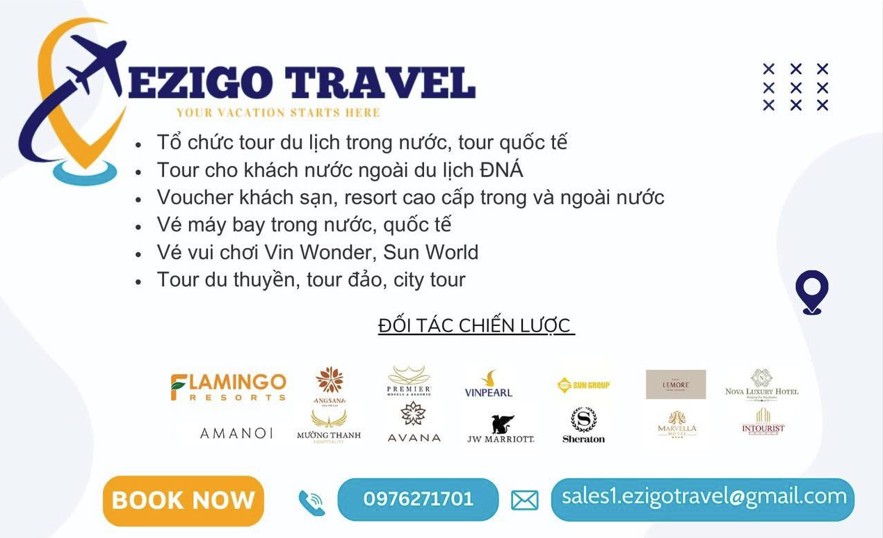 EZIGO TRAVEL
YOUR VACATION STARTS HERE
• Tổ chức tour du lịch trong nước, tour quốc tế
• Tour cho khách nước ngoài du lịch ĐNÁ
• Voucher khách sạn, resort cao cấp trong và ngoài nước
• Vé máy bay trong nước, quốc tế
• Vé vui chơi Vin Wonder, Sun World
• Tour du thuyền, tour đảo, city tour
ĐỐI TÁC CHIẾN LƯỢC
FLAMINGO
RESORTS
ANGSANA
PREMIER
VINPEARL
SUN GROUP
LEMORE
NOVA LUXURY HOTEL
AMANOI
MƯỜNG THANH
HOSPITALITY
AVANA
JW MARRIOTT
Sheraton
MARVELLA
INTOURIST
BOOK NOW
0976271701
sales1.ezigotravel@gmail.com